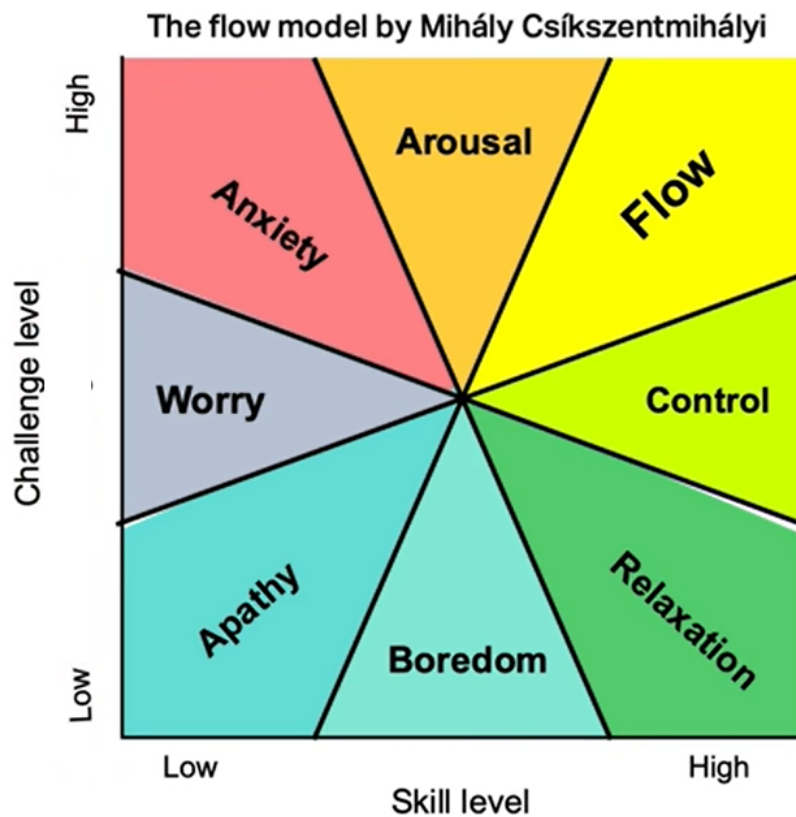 The flow model by Mihály Csíkszentmihályi
High
Arousal
Flow
Anxiety
Challenge level
Worry
Control
Apathy
Relaxation
Boredom
Low
Low
High
Skill level